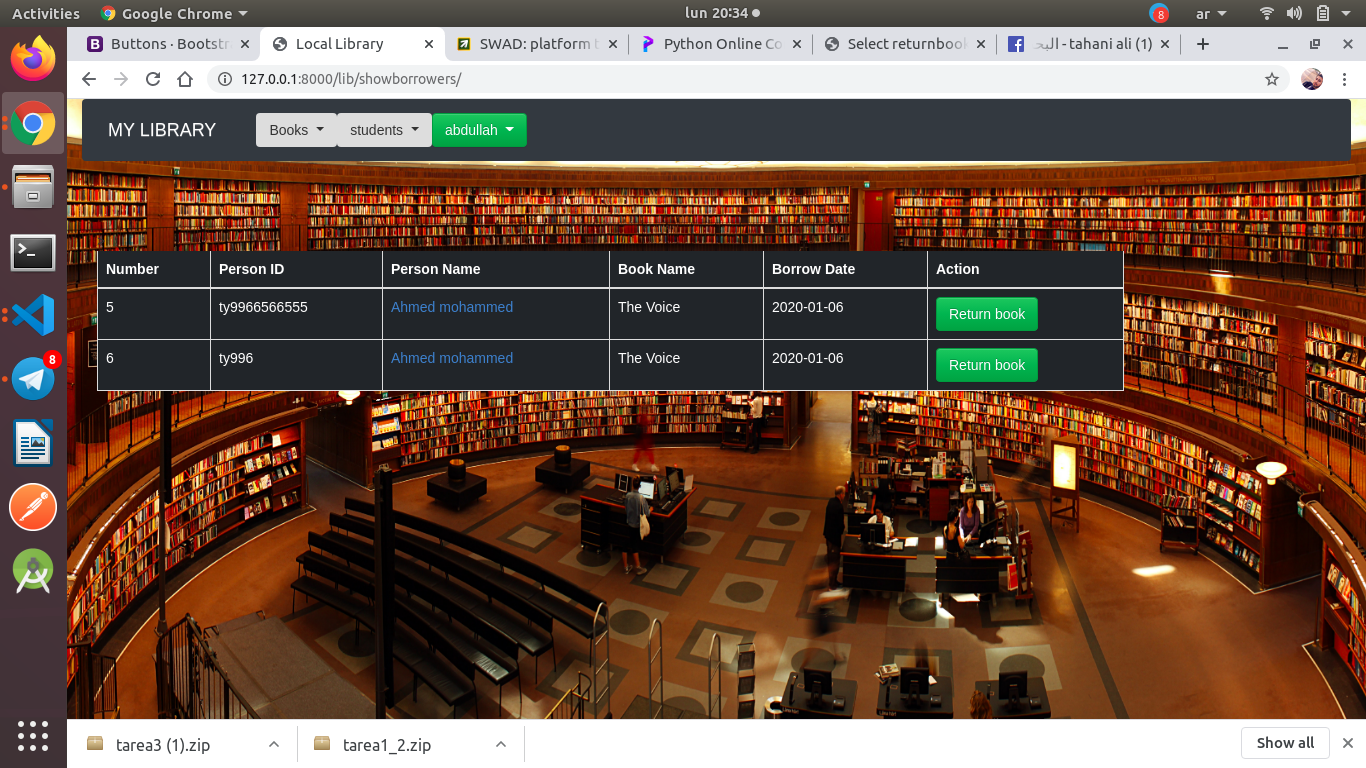 Activities Google Chrome lun 20:34 8 ar
Buttons · Bootstr Local Library SWAD: platform t Python Online Co Select returnbook البحـ - tahani ali (1)
127.0.0.1:8000/lib/showborrowers/
MY LIBRARY Books students abdullah
Number Person ID Person Name Book Name Borrow Date Action
5 ty9966566555 Ahmed mohammed The Voice 2020-01-06 Return book
6 ty996 Ahmed mohammed The Voice 2020-01-06 Return book
8
tarea3 (1).zip tarea1_2.zip Show all